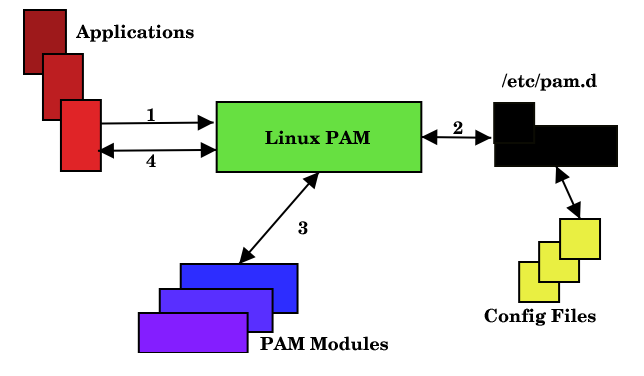 Applications
/etc/pam.d
1
2
Linux PAM
4
3
Config Files
PAM Modules